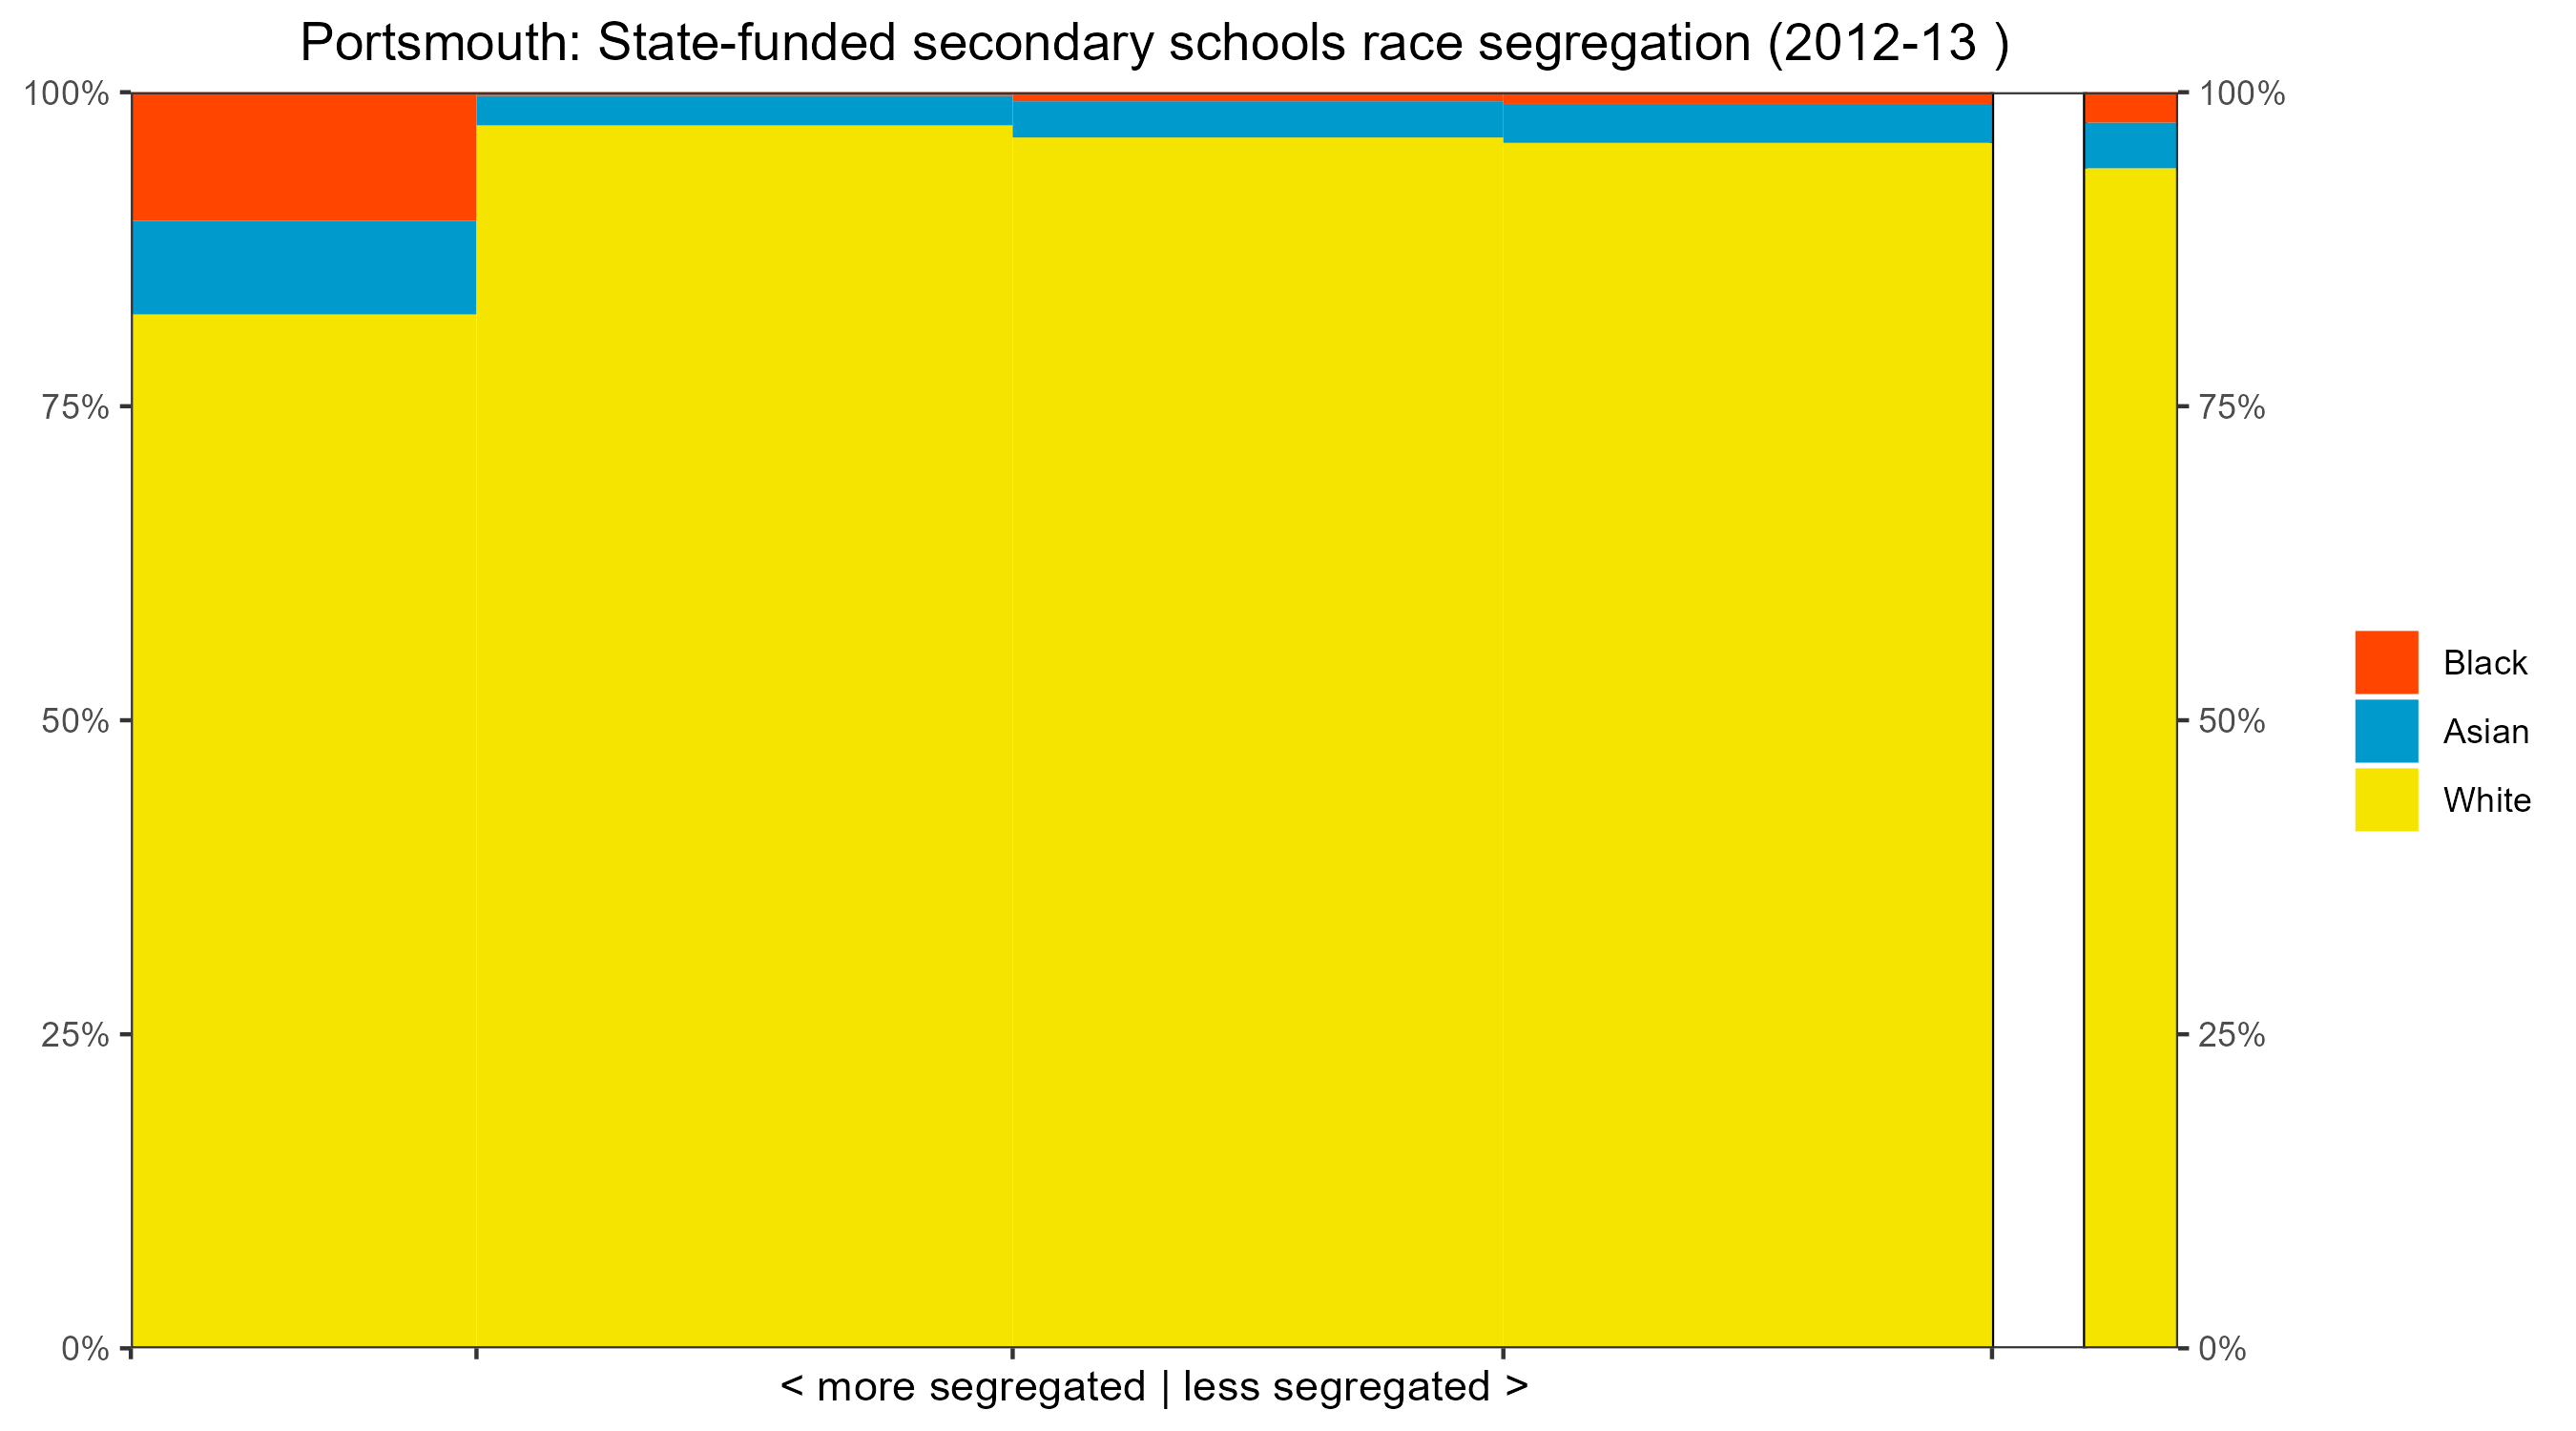 Portsmouth: State-funded secondary schools race segregation (2012-13 )
100%
75%
50%
25%
0%
100%
75%
50%
25%
0%
Black
Asian
White
< more segregated | less segregated >